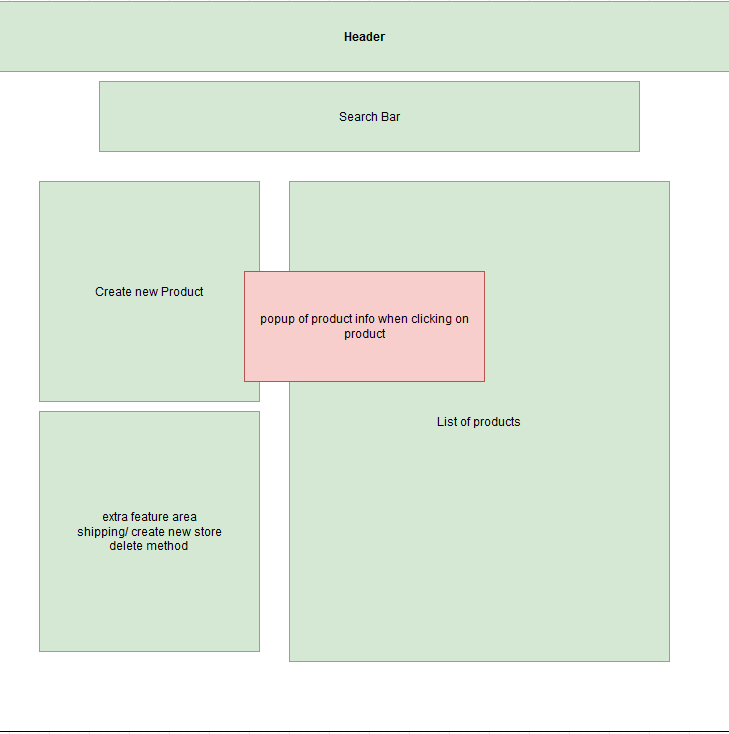 Header
Search Bar
Create new Product
popup of product info when clicking on
product
List of products
extra feature area
shipping/ create new store
delete method